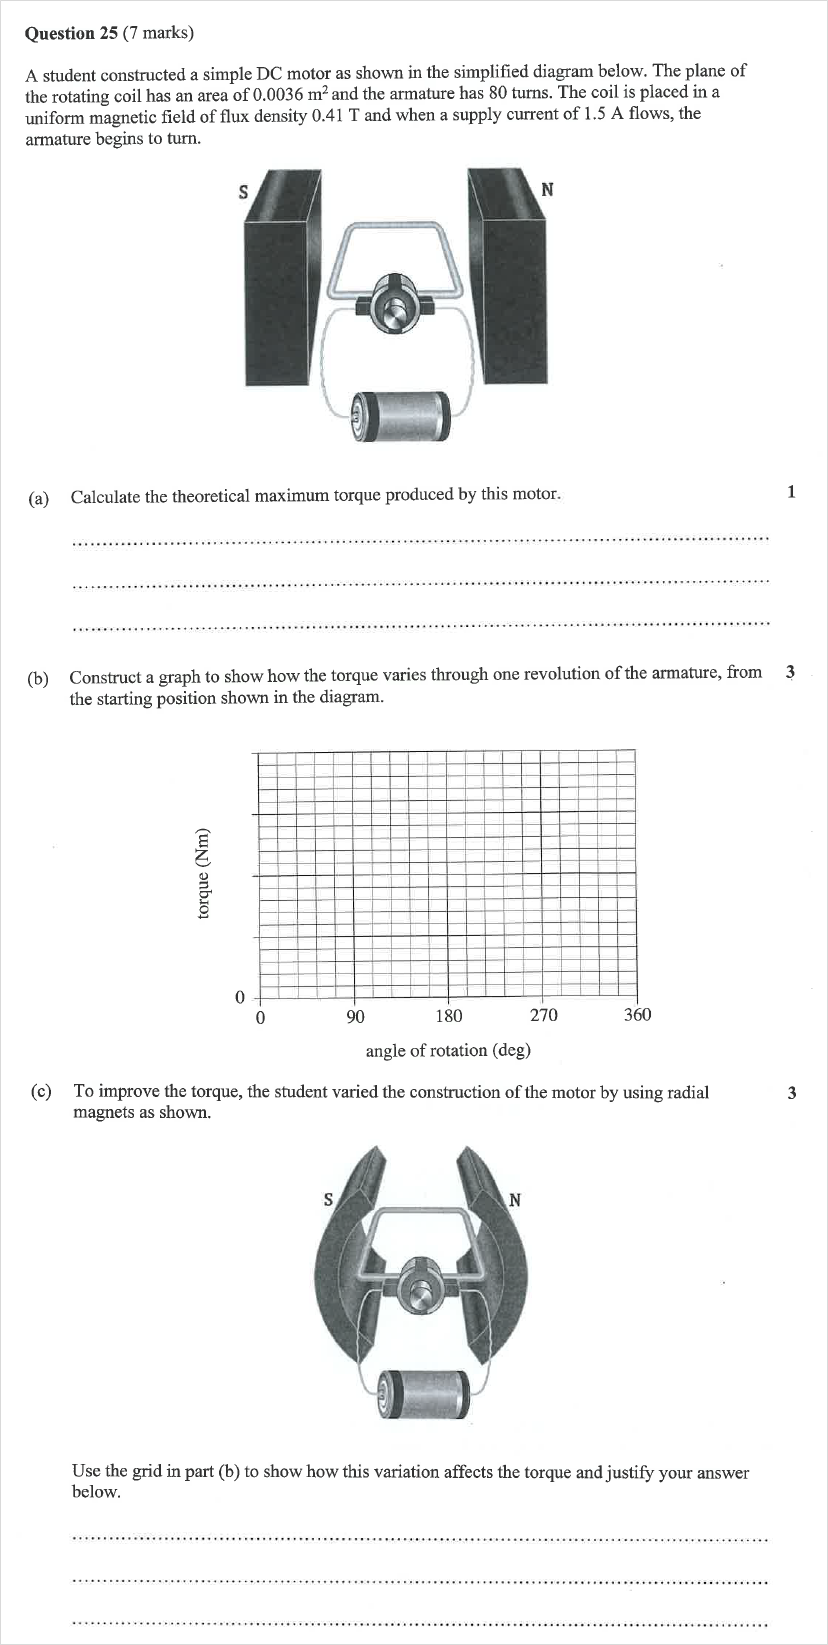 Question 25 (7 marks)
A student constructed a simple DC motor as shown in the simplified diagram below. The plane of
the rotating coil has an area of 0.0036 m² and the armature has 80 turns. The coil is placed in a
uniform magnetic field of flux density 0.41 T and when a supply current of 1.5 A flows, the
armature begins to turn.
S N
(a) Calculate the theoretical maximum torque produced by this motor. 1
(b) Construct a graph to show how the torque varies through one revolution of the armature, from 3
the starting position shown in the diagram.
torque (Nm)
0
0 90 180 270 360
angle of rotation (deg)
(c) To improve the torque, the student varied the construction of the motor by using radial 3
magnets as shown.
S N
Use the grid in part (b) to show how this variation affects the torque and justify your answer
below.